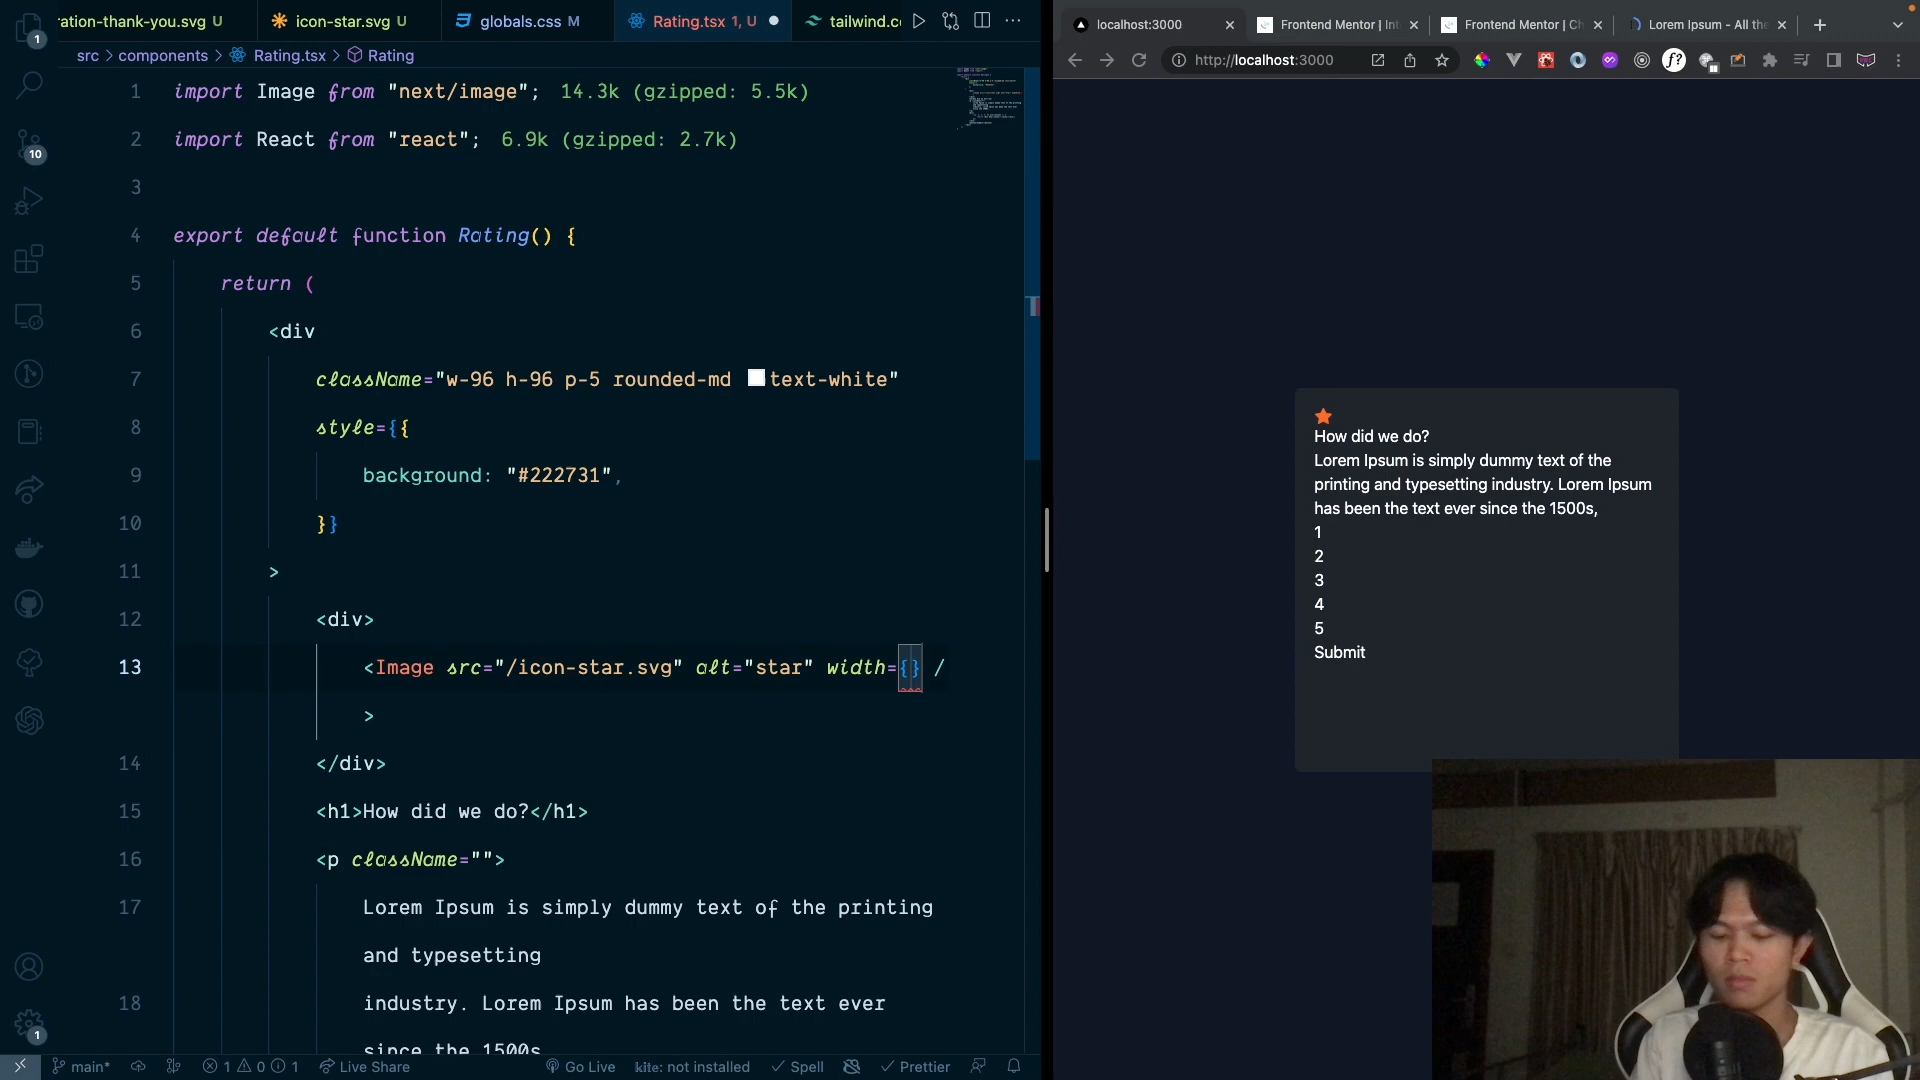 ration-thank-you.svg U
icon-star.svg U
globals.css M
Rating.tsx 1, U
tailwind.c
src > components > Rating.tsx > Rating
1 import Image from "next/image"; 14.3k (gzipped: 5.5k)
2 import React from "react"; 6.9k (gzipped: 2.7k)
3
4 export default function Rating() {
5 return (
6 <div
7 className="w-96 h-96 p-5 rounded-md text-white"
8 style={{
9 background: "#222731",
10 }}
11 >
12 <div>
13 <Image src="/icon-star.svg" alt="star" width={} /
>
14 </div>
15 <h1>How did we do?</h1>
16 <p className="">
17 Lorem Ipsum is simply dummy text of the printing
and typesetting
18 industry. Lorem Ipsum has been the text ever
since the 1500s
1
10
1
main* 1 0 1 Live Share Go Live kite: not installed Spell Prettier
localhost:3000
Frontend Mentor | Int
Frontend Mentor | Ch
Lorem Ipsum - All the
http://localhost:3000
f?
How did we do?
Lorem Ipsum is simply dummy text of the
printing and typesetting industry. Lorem Ipsum
has been the text ever since the 1500s,
1
2
3
4
5
Submit